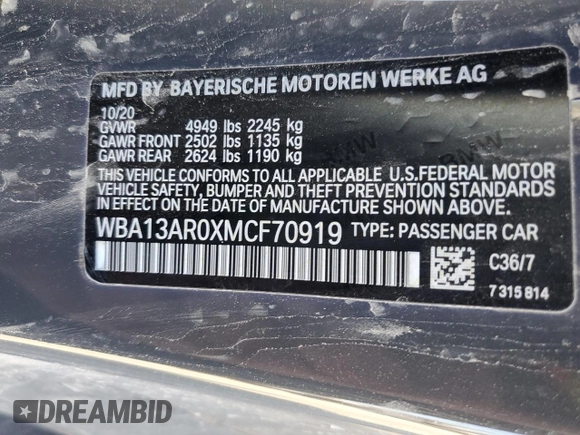 MFD BY BAYERISCHE MOTOREN WERKE AG
10/20
GVWR 4949 lbs 2245 kg
GAWR FRONT 2502 lbs 1135 kg
GAWR REAR 2624 lbs 1190 kg
THIS VEHICLE CONFORMS TO ALL APPLICABLE U.S.FEDERAL MOTOR
VEHICLE SAFETY, BUMPER AND THEFT PREVENTION STANDARDS
IN EFFECT ON THE DATE OF MANUFACTURE SHOWN ABOVE.
WBA13AR0XMCF70919 TYPE: PASSENGER CAR
C36/7
7 315 814
DREAMBID